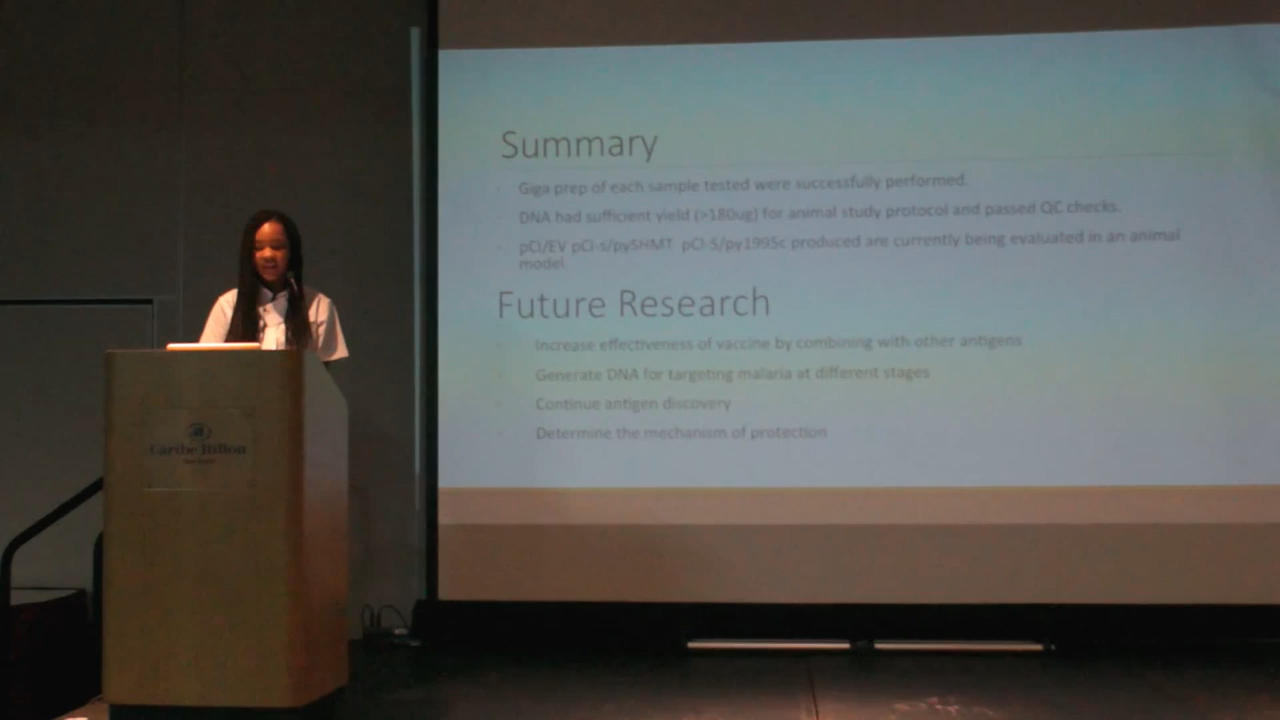 Summary
Giga prep of each sample tested were successfully performed.
DNA had sufficient yield (>180ug) for animal study protocol and passed QC checks.
pCI/EV pCI-s/pySHMT pCI-S/py1995c produced are currently being evaluated in an animal
model
Future Research
Increase effectiveness of vaccine by combining with other antigens
Generate DNA for targeting malaria at different stages
Continue antigen discovery
Determine the mechanism of protection
Caribe Hilton